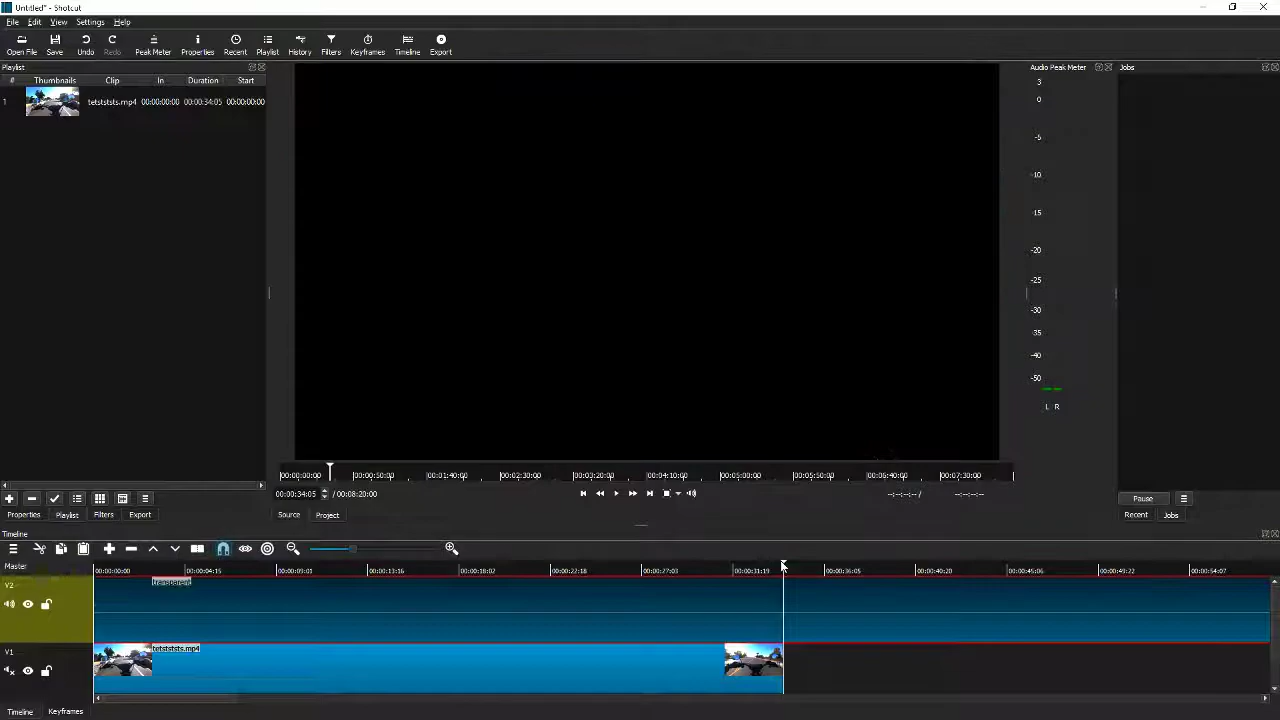 Untitled* - Shotcut
File Edit View Settings Help
Open File Save Undo Redo Peak Meter Properties Recent Playlist History Filters Keyframes Timeline Export
Playlist
# Thumbnails Clip In Duration Start
1 tetstststs.mp4 00:00:00:00 00:00:34:05 00:00:00:00
Audio Peak Meter
3
0
-5
-10
-15
-20
-25
-30
-35
-40
-50
L R
Jobs
00:00:00:00 00:00:50:00 00:01:40:00 00:02:30:00 00:03:20:00 00:04:10:00 00:05:00:00 00:05:50:00 00:06:40:00 00:07:30:00
00:00:34:05 / 00:08:20:00
--:--:--:-- / --:--:--:--
Source Project
Properties Playlist Filters Export
Pause
Recent Jobs
Timeline
Master 00:00:00:00 00:00:04:15 00:00:09:01 00:00:13:16 00:00:18:02 00:00:22:18 00:00:27:03 00:00:31:19 00:00:36:05 00:00:40:20 00:00:45:06 00:00:49:22 00:00:54:07
V2 transparent
V1 tetstststs.mp4
Timeline Keyframes